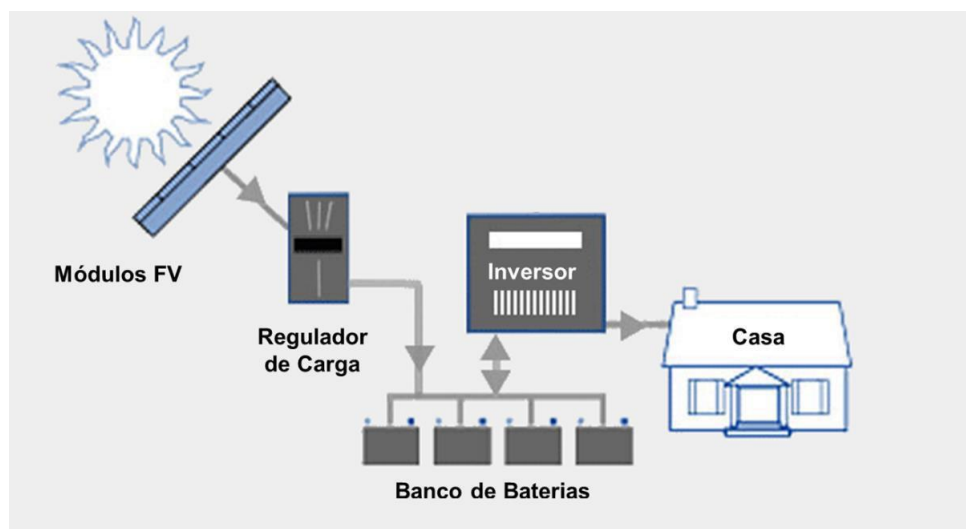 Módulos FV
Regulador
de Carga
Inversor
Casa
Banco de Baterias